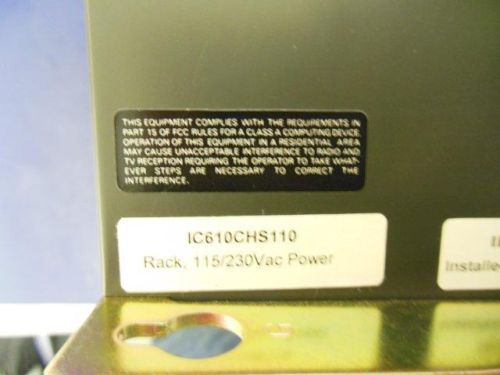 THIS EQUIPMENT COMPLIES WITH THE REQUIREMENTS IN
PART 15 OF FCC RULES FOR A CLASS A COMPUTING DEVICE.
OPERATION OF THIS EQUIPMENT IN A RESIDENTIAL AREA
MAY CAUSE UNACCEPTABLE INTERFERENCE TO RADIO AND
TV RECEPTION REQUIRING THE OPERATOR TO TAKE WHAT-
EVER STEPS ARE NECESSARY TO CORRECT THE
INTERFERENCE.
IC610CHS110
Rack, 115/230Vac Power
Installe